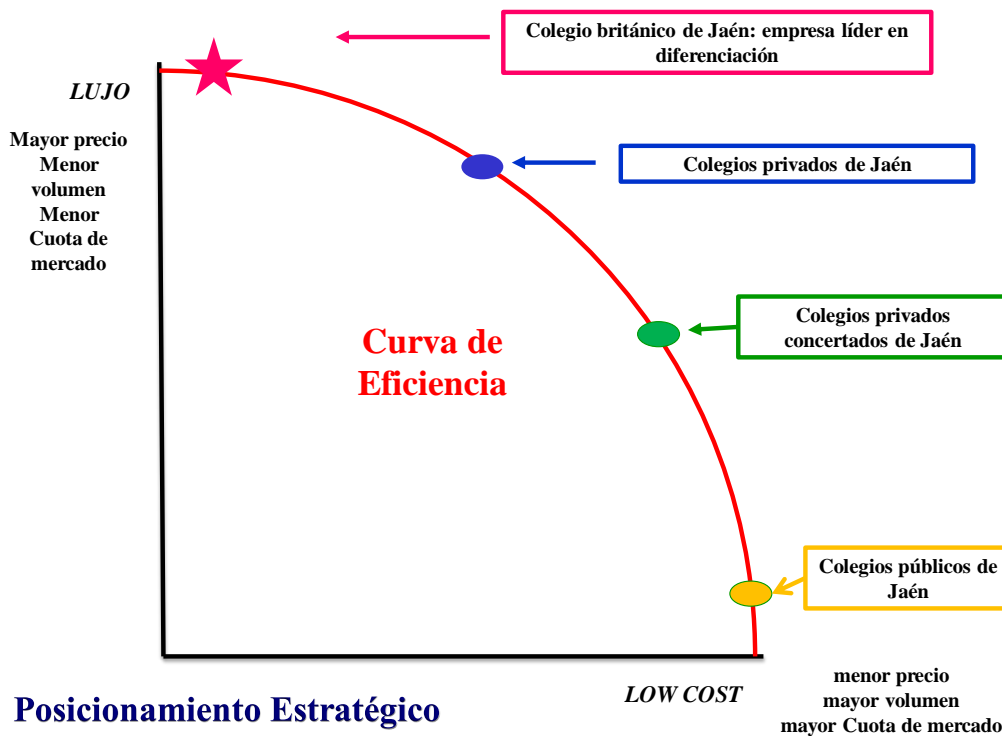 Colegio británico de Jaén: empresa líder en
diferenciación
LUJO
Mayor precio
Menor
volumen
Menor
Cuota de
mercado
Colegios privados de Jaén
Colegios privados
concertados de Jaén
Curva de
Eficiencia
Colegios públicos de
Jaén
LOW COST
menor precio
mayor volumen
mayor Cuota de mercado
Posicionamiento Estratégico